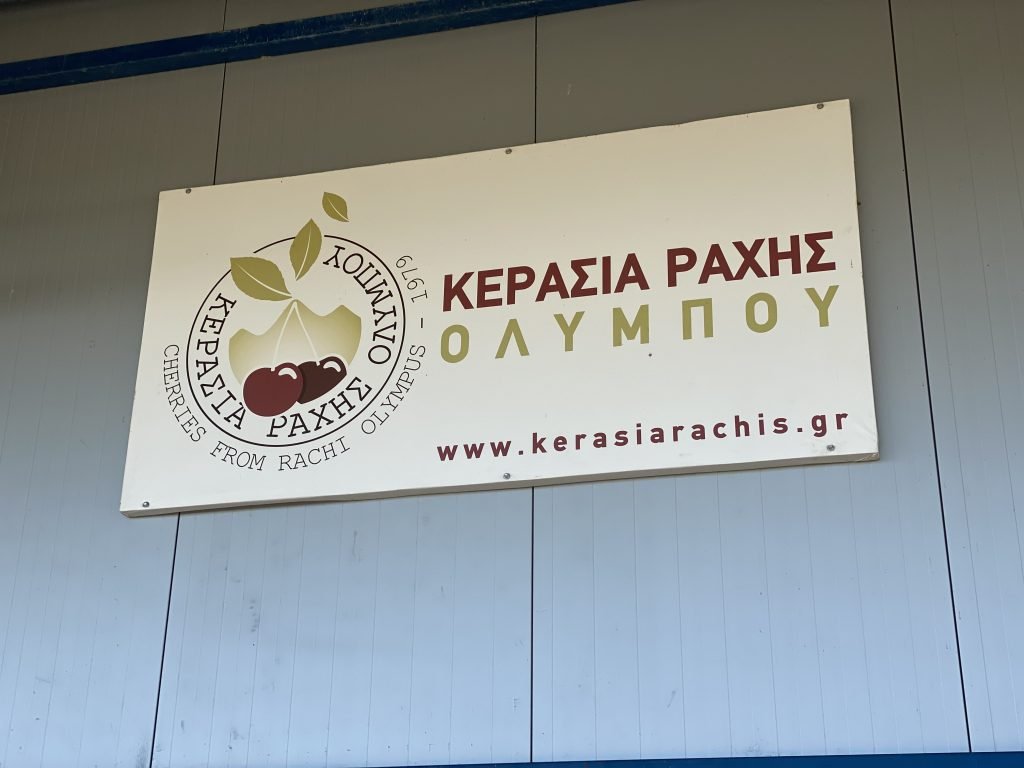 ΚΕΡΑΣΙΑ ΡΑΧΗΣ ΟΛΥΜΠΟΥ
CHERRIES FROM RACHI OLYMPUS - 1979
ΚΕΡΑΣΙΑ ΡΑΧΗΣ
ΟΛΥΜΠΟΥ
www.kerasiarachis.gr